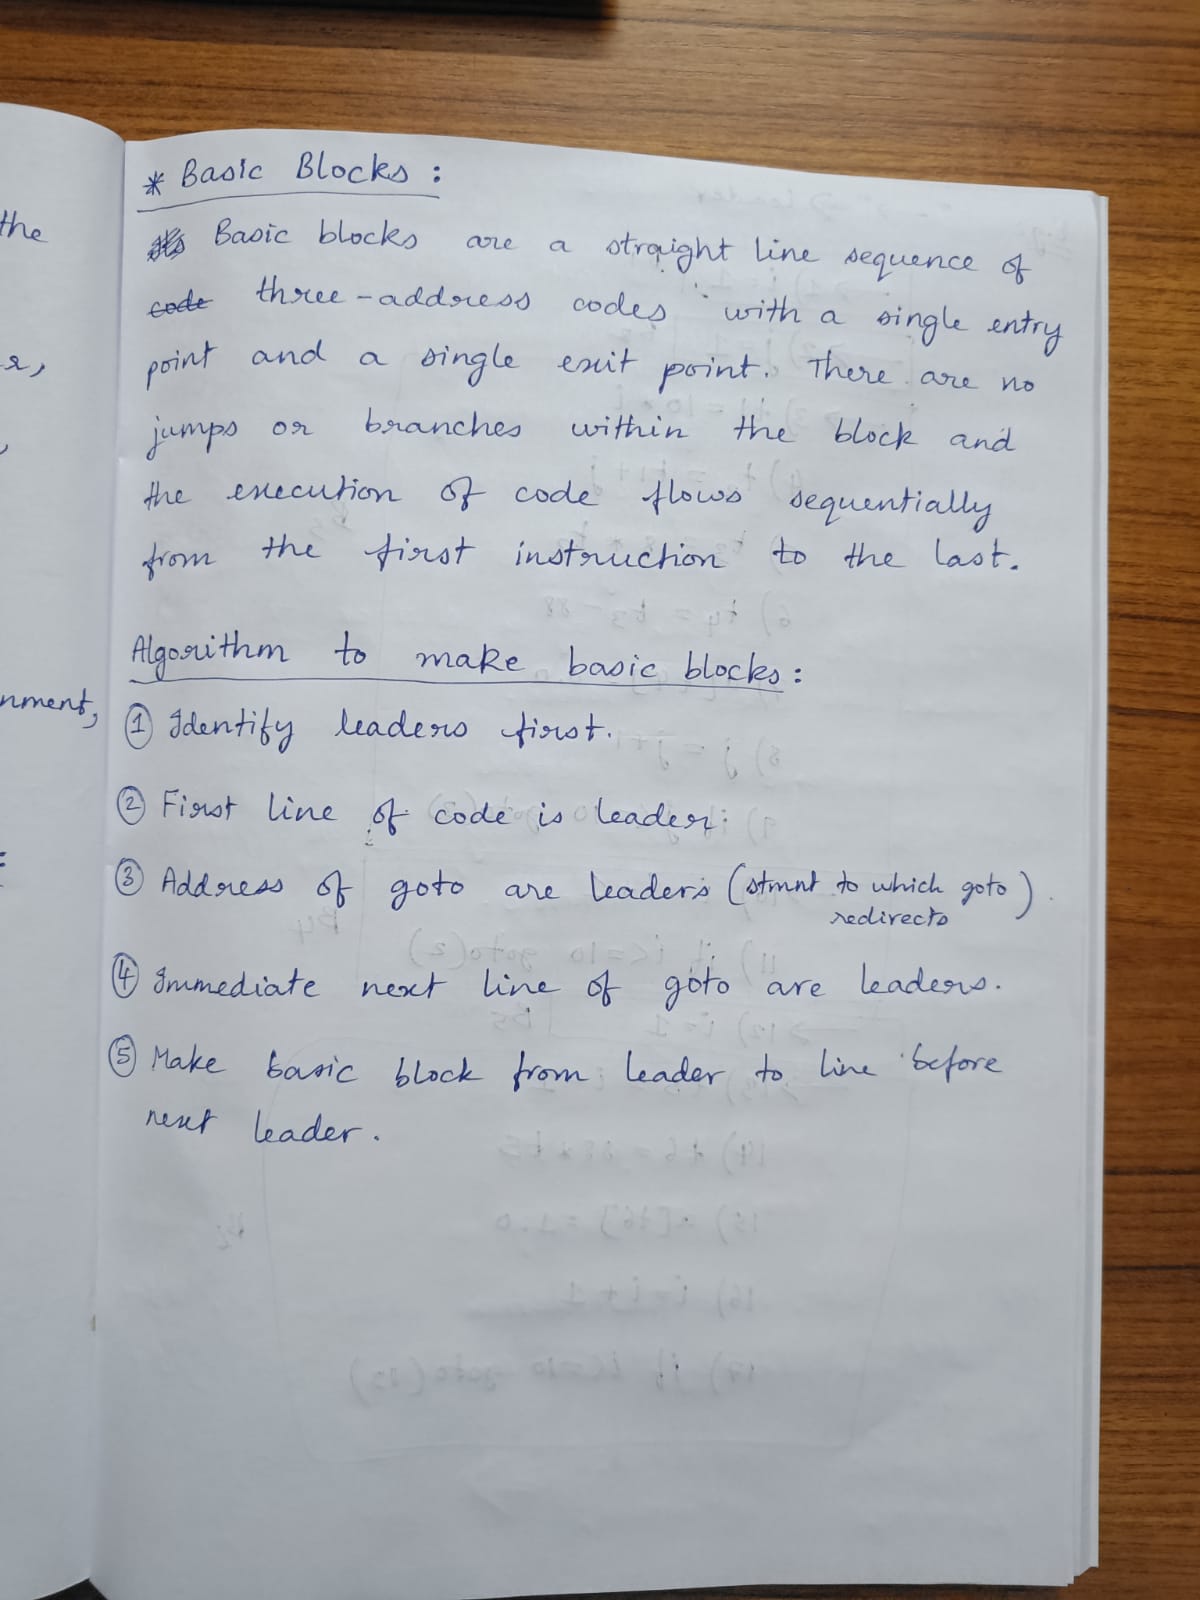 * Basic Blocks :
Basic blocks are a straight line sequence of
code three-address codes with a single entry
point and a single exit point. There are no
jumps or branches within the block and
the execution of code flows sequentially
from the first instruction to the last.
Algorithm to make basic blocks :
① Identify leaders first.
② First line of code is leader.
③ Address of goto are leaders (stmnt to which goto
redirects)
④ Immediate next line of goto are leaders.
⑤ Make basic block from leader to line before
next leader.
the
nment,